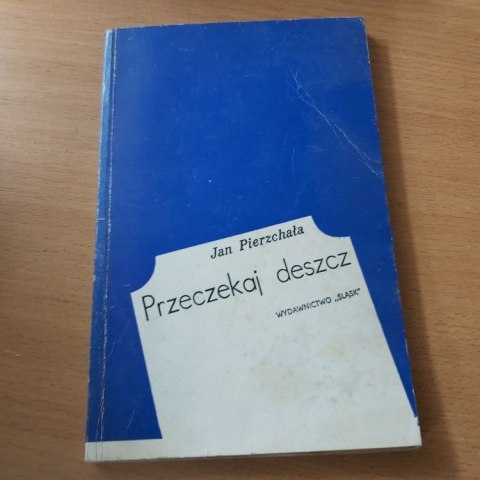 Jan Pierzchała
Przeczekaj deszcz
WYDAWNICTWO „ŚLĄSK"